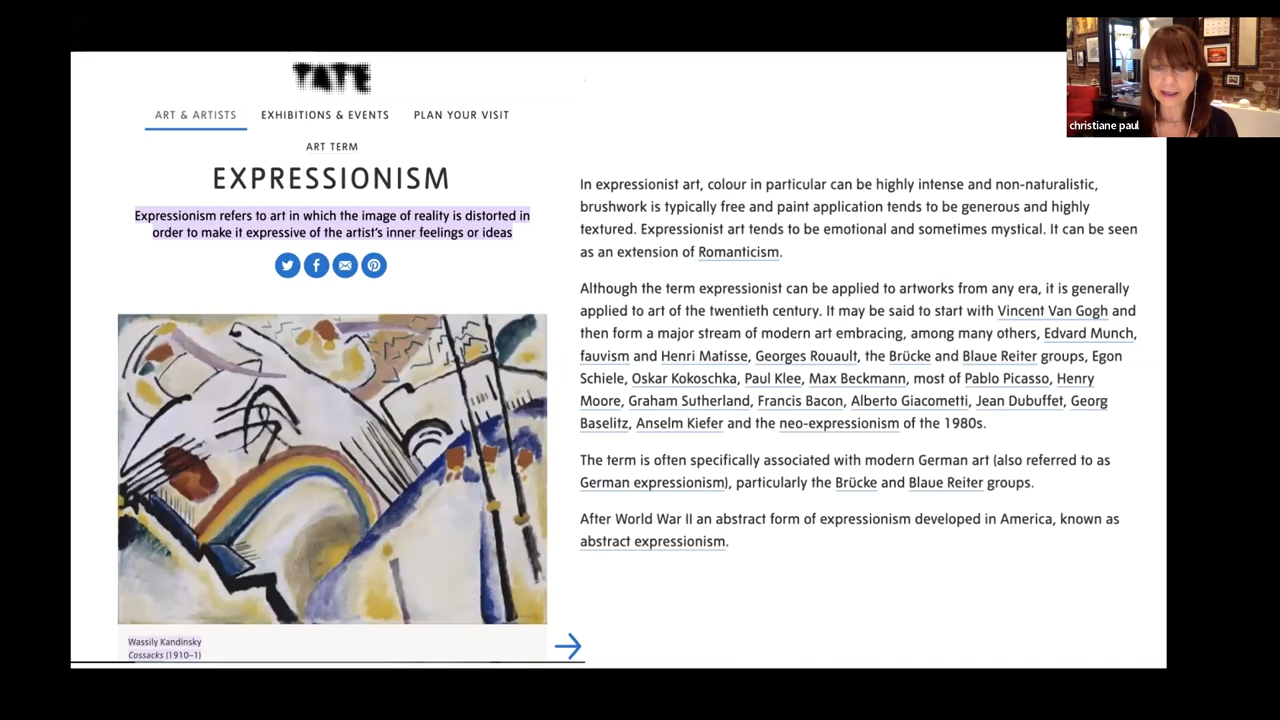 TATE
ART & ARTISTS EXHIBITIONS & EVENTS PLAN YOUR VISIT
ART TERM
EXPRESSIONISM
Expressionism refers to art in which the image of reality is distorted in
order to make it expressive of the artist's inner feelings or ideas
Wassily Kandinsky
Cossacks (1910–1)
In expressionist art, colour in particular can be highly intense and non-naturalistic,
brushwork is typically free and paint application tends to be generous and highly
textured. Expressionist art tends to be emotional and sometimes mystical. It can be seen
as an extension of Romanticism.
Although the term expressionist can be applied to artworks from any era, it is generally
applied to art of the twentieth century. It may be said to start with Vincent Van Gogh and
then form a major stream of modern art embracing, among many others, Edvard Munch,
fauvism and Henri Matisse, Georges Rouault, the Brücke and Blaue Reiter groups, Egon
Schiele, Oskar Kokoschka, Paul Klee, Max Beckmann, most of Pablo Picasso, Henry
Moore, Graham Sutherland, Francis Bacon, Alberto Giacometti, Jean Dubuffet, Georg
Baselitz, Anselm Kiefer and the neo-expressionism of the 1980s.
The term is often specifically associated with modern German art (also referred to as
German expressionism), particularly the Brücke and Blaue Reiter groups.
After World War II an abstract form of expressionism developed in America, known as
abstract expressionism.
christiane paul